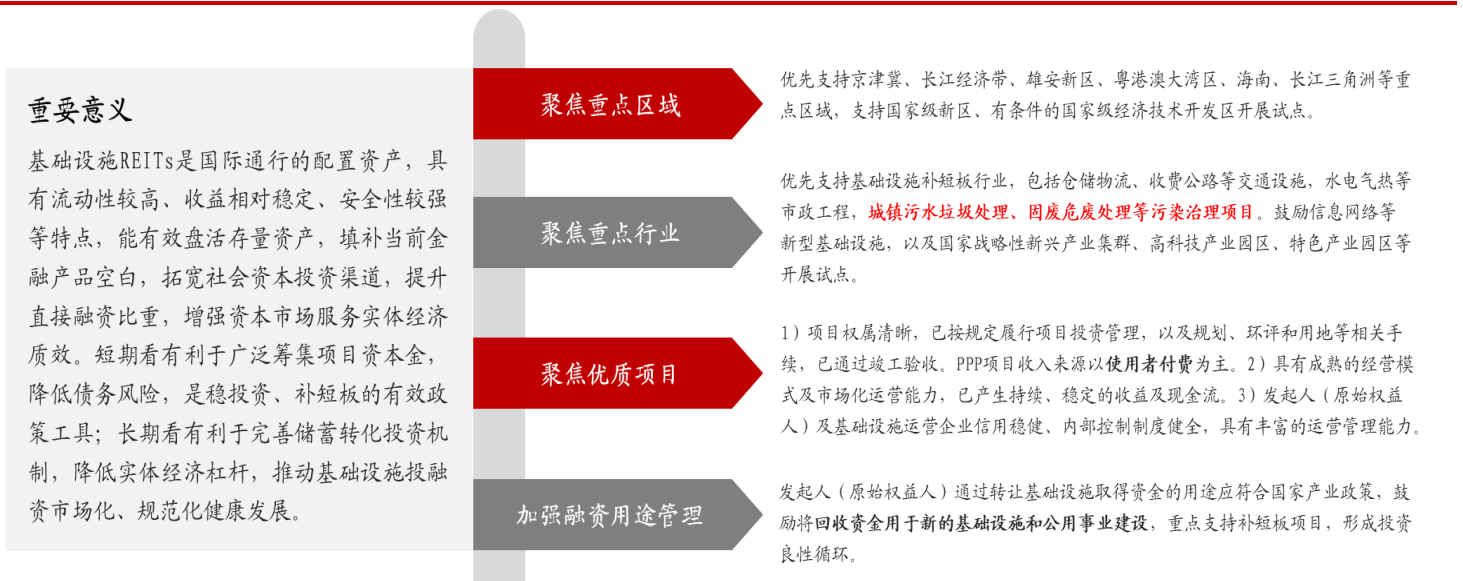 重要意义
基础设施REITs是国际通行的配置资产，具
有流动性较高、收益相对稳定、安全性较强
等特点，能有效盘活存量资产，填补当前金
融产品空白，拓宽社会资本投资渠道，提升
直接融资比重，增强资本市场服务实体经济
质效。短期看有利于广泛筹集项目资本金，
降低债务风险，是稳投资、补短板的有效政
策工具；长期看有利于完善储蓄转化投资机
制，降低实体经济杠杆，推动基础设施投融
资市场化、规范化健康发展。
聚焦重点区域
优先支持京津冀、长江经济带、雄安新区、粤港澳大湾区、海南、长江三角洲等重
点区域，支持国家级新区、有条件的国家级经济技术开发区开展试点。
聚焦重点行业
优先支持基础设施补短板行业，包括仓储物流、收费公路等交通设施，水电气热等
市政工程，城镇污水垃圾处理、固废危废处理等污染治理项目。鼓励信息网络等
新型基础设施，以及国家战略性新兴产业集群、高科技产业园区、特色产业园区等
开展试点。
聚焦优质项目
1）项目权属清晰，已按规定履行项目投资管理，以及规划、环评和用地等相关手
续，已通过竣工验收。PPP项目收入来源以使用者付费为主。2）具有成熟的经营模
式及市场化运营能力，已产生持续、稳定的收益及现金流。3）发起人（原始权益
人）及基础设施运营企业信用稳健、内部控制制度健全，具有丰富的运营管理能力。
加强融资用途管理
发起人（原始权益人）通过转让基础设施取得资金的用途应符合国家产业政策，鼓
励将回收资金用于新的基础设施和公用事业建设，重点支持补短板项目，形成投资
良性循环。